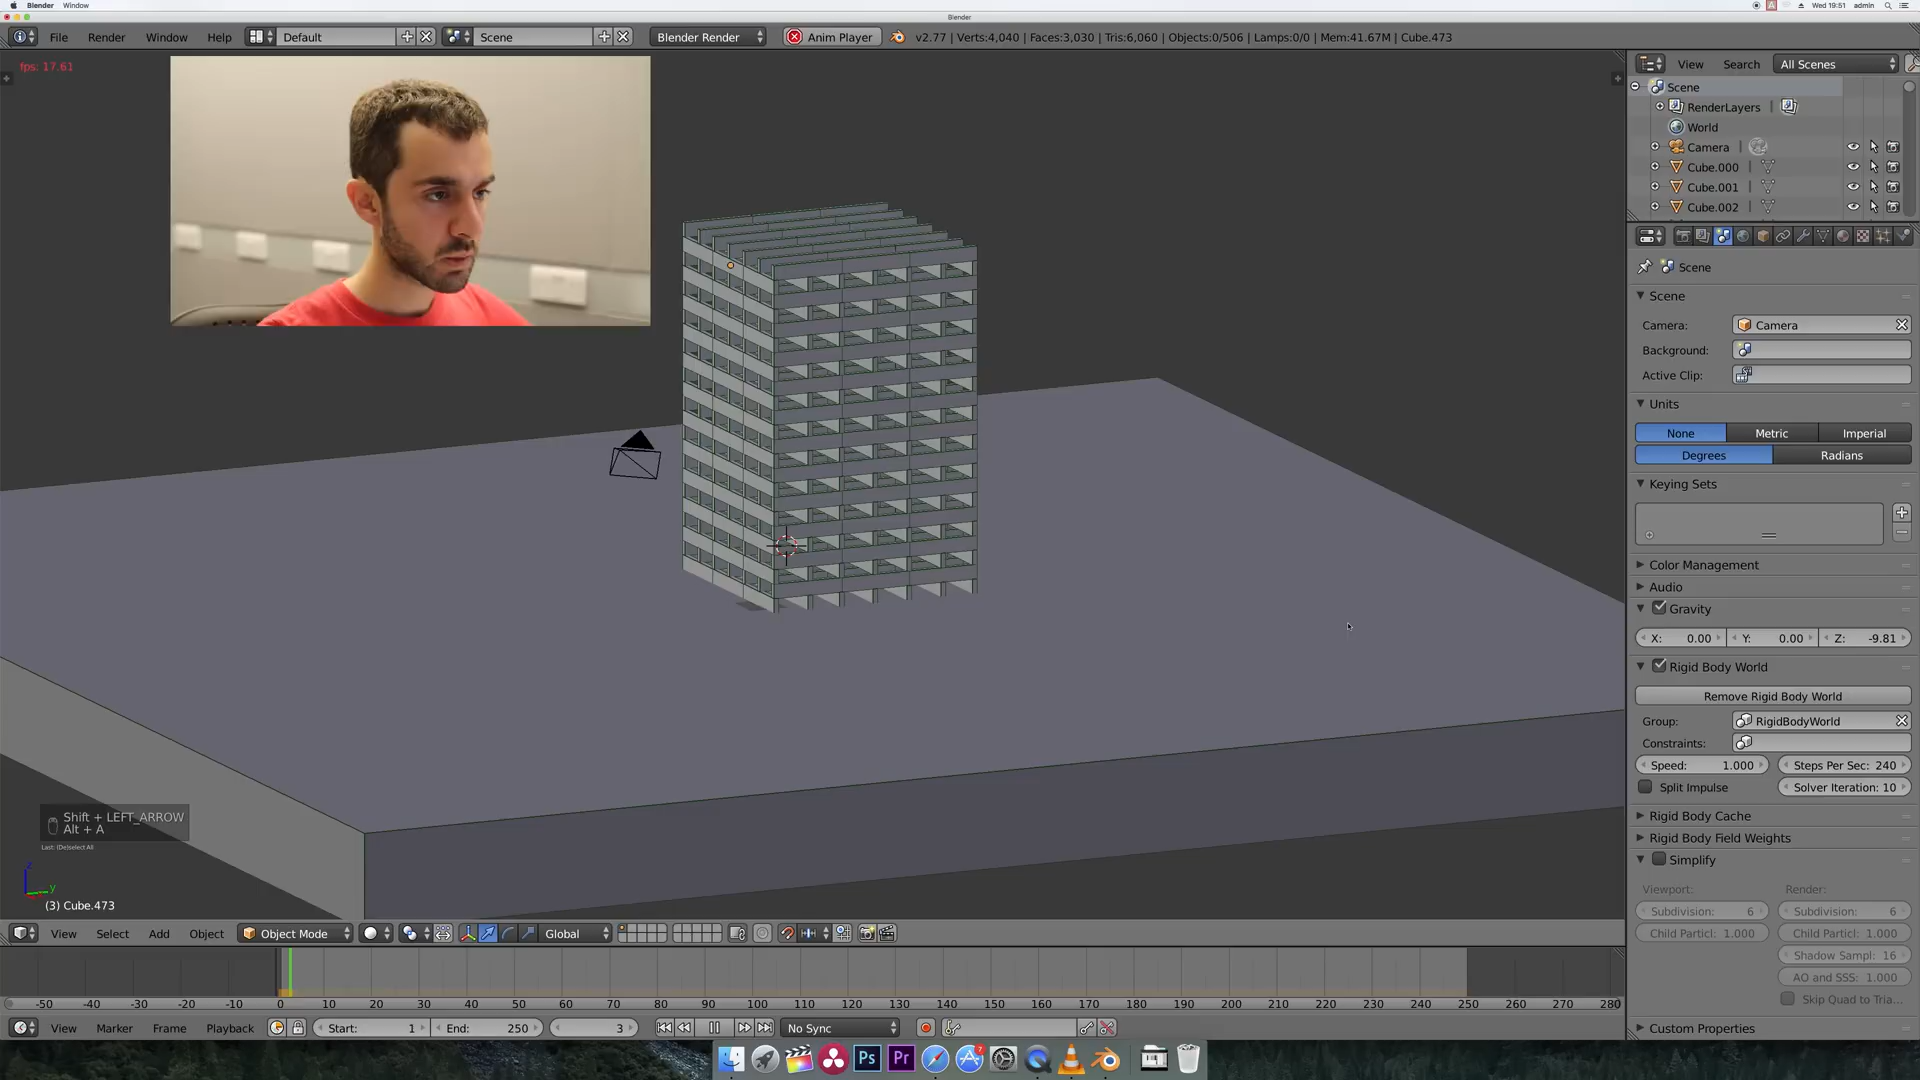 Blender Window
Wed 19:51 admin
Blender
File Render Window Help Default Scene Blender Render Anim Player v2.77 | Verts:4,040 | Faces:3,030 | Tris:6,060 | Objects:0/506 | Lamps:0/0 | Mem:41.67M | Cube.473
fps: 17.61
View Search All Scenes
Scene
RenderLayers
World
Camera
Cube.000
Cube.001
Cube.002
Scene
Scene
Camera: Camera
Background:
Active Clip:
Units
None Metric Imperial
Degrees Radians
Keying Sets
Color Management
Audio
Gravity
X: 0.00 Y: 0.00 Z: -9.81
Rigid Body World
Remove Rigid Body World
Group: RigidBodyWorld
Constraints:
Speed: 1.000 Steps Per Sec: 240
Split Impulse Solver Iteration: 10
Rigid Body Cache
Rigid Body Field Weights
Simplify
Viewport: Render:
Subdivision: 6 Subdivision: 6
Child Particl: 1.000 Child Particl: 1.000
Shadow Sampl: 16
AO and SSS: 1.000
Skip Quad to Tria...
Custom Properties
Shift + LEFT_ARROW
Alt + A
Last: (De)select All
z
y
(3) Cube.473
View Select Add Object Object Mode Global
-50 -40 -30 -20 -10 0 10 20 30 40 50 60 70 80 90 100 110 120 130 140 150 160 170 180 190 200 210 220 230 240 250 260 270 280
View Marker Frame Playback Start: 1 End: 250 3 No Sync
Ps Pr 7